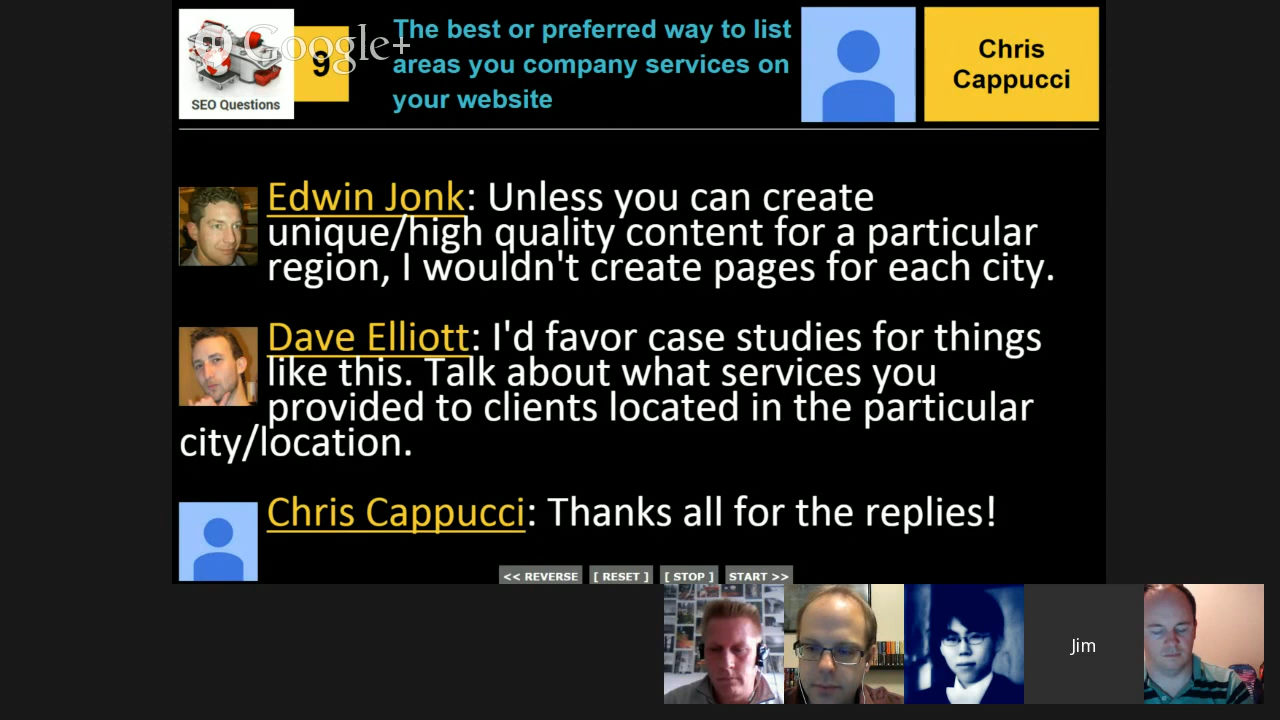 Google+
SEO Questions
9
The best or preferred way to list
areas you company services on
your website
Chris
Cappucci
Edwin Jonk: Unless you can create
unique/high quality content for a particular
region, I wouldn't create pages for each city.
Dave Elliott: I'd favor case studies for things
like this. Talk about what services you
provided to clients located in the particular
city/location.
Chris Cappucci: Thanks all for the replies!
<< REVERSE [ RESET ] [ STOP ] START >>
Jim